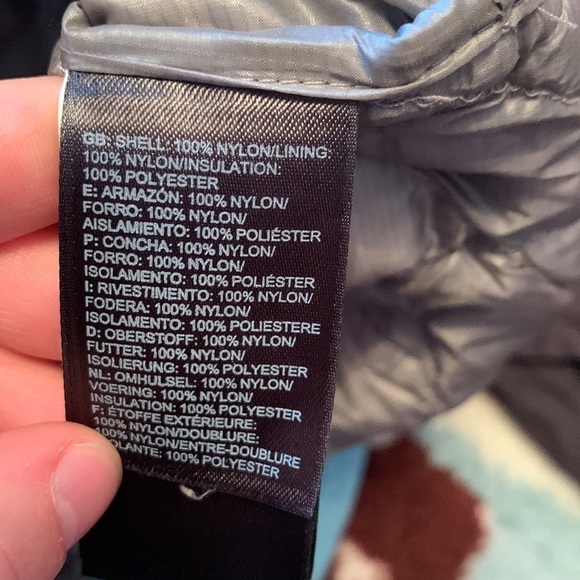 GB: SHELL: 100% NYLON/LINING:
100% NYLON/INSULATION:
100% POLYESTER
E: ARMAZÓN: 100% NYLON/
FORRO: 100% NYLON/
AISLAMIENTO: 100% POLIÉSTER
P: CONCHA: 100% NYLON/
FORRO: 100% NYLON/
ISOLAMENTO: 100% POLIÉSTER
I: RIVESTIMENTO: 100% NYLON/
FODERA: 100% NYLON/
ISOLAMENTO: 100% POLIESTERE
D: OBERSTOFF: 100% NYLON/
FUTTER: 100% NYLON/
ISOLIERUNG: 100% POLYESTER
NL: OMHULSEL: 100% NYLON/
VOERING: 100% NYLON/
INSULATION: 100% POLYESTER
F: ÉTOFFE EXTÉRIEURE:
100% NYLON/DOUBLURE:
100% NYLON/ENTRE-DOUBLURE
100% POLYESTER